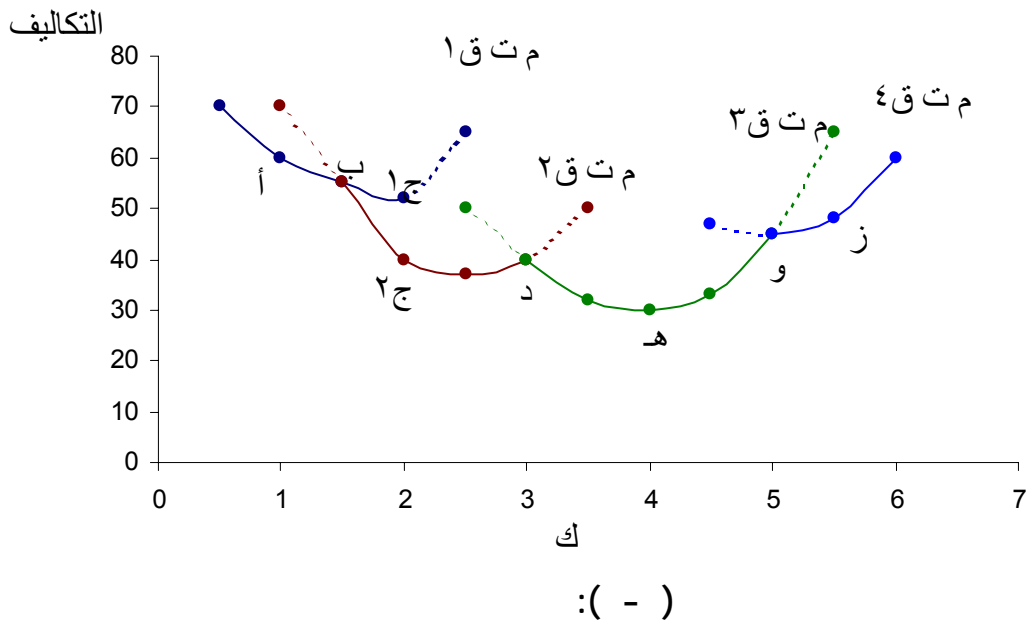 التكاليف
م ت ق١
م ت ق٢
م ت ق٣
م ت ق٤
80
70
60
50
40
30
20
10
0
أ
ب
ج١
ج٢
د
هـ
و
ز
0 1 2 3 4 5 6 7
ك
( - ):